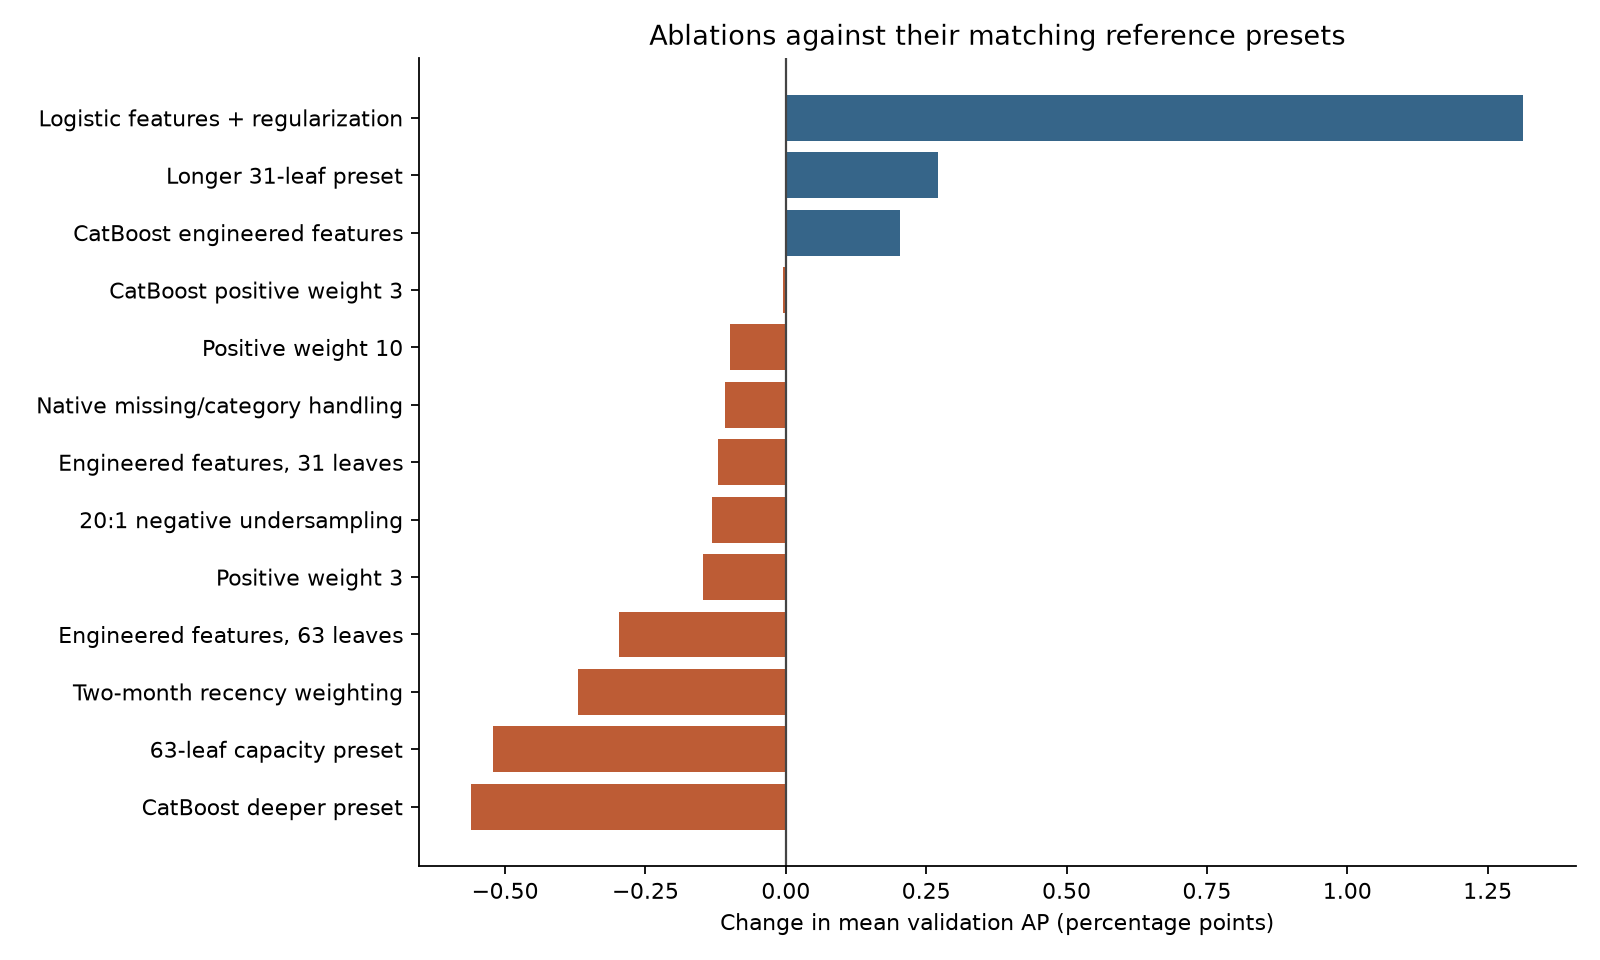 Ablations against their matching reference presets
Logistic features + regularization
Longer 31-leaf preset
CatBoost engineered features
CatBoost positive weight 3
Positive weight 10
Native missing/category handling
Engineered features, 31 leaves
20:1 negative undersampling
Positive weight 3
Engineered features, 63 leaves
Two-month recency weighting
63-leaf capacity preset
CatBoost deeper preset
−0.50 −0.25 0.00 0.25 0.50 0.75 1.00 1.25
Change in mean validation AP (percentage points)